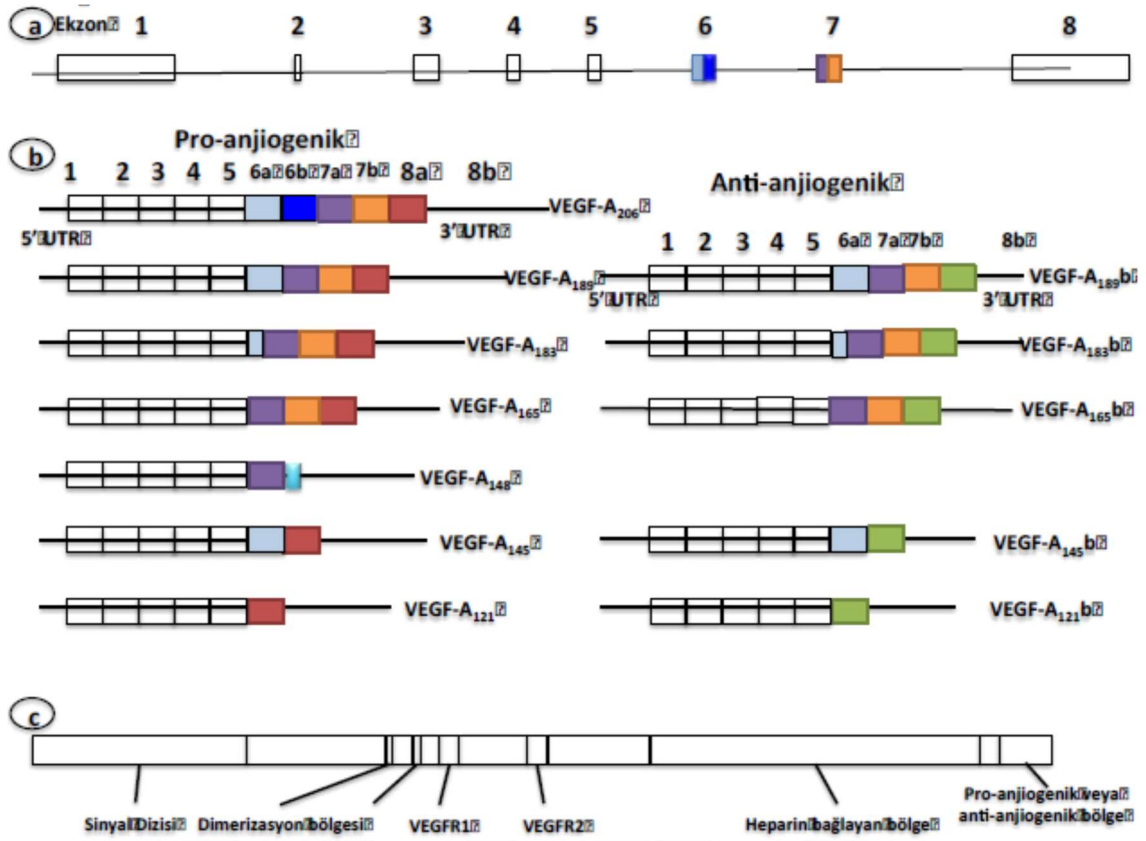 a Ekzon 1 2 3 4 5 6 7 8
b Pro-anjiogenik
1 2 3 4 5 6a 6b 7a 7b 8a 8b
VEGF-A206
5' UTR 3' UTR
VEGF-A189
VEGF-A183
VEGF-A165
VEGF-A148
VEGF-A145
VEGF-A121
Anti-anjiogenik
1 2 3 4 5 6a 7a 7b 8b
VEGF-A189b
5' UTR 3' UTR
VEGF-A183b
VEGF-A165b
VEGF-A145b
VEGF-A121b
c
Sinyal Dizisi Dimerizasyon bölgesi VEGFR1 VEGFR2 Heparin bağlayan bölge Pro-anjiogenik veya
anti-anjiogenik bölge